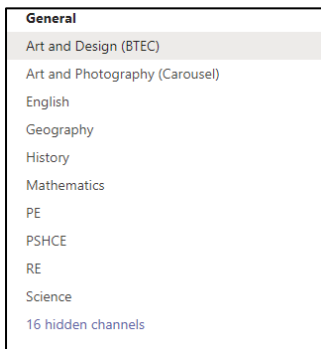 General
Art and Design (BTEC)
Art and Photography (Carousel)
English
Geography
History
Mathematics
PE
PSHCE
RE
Science
16 hidden channels